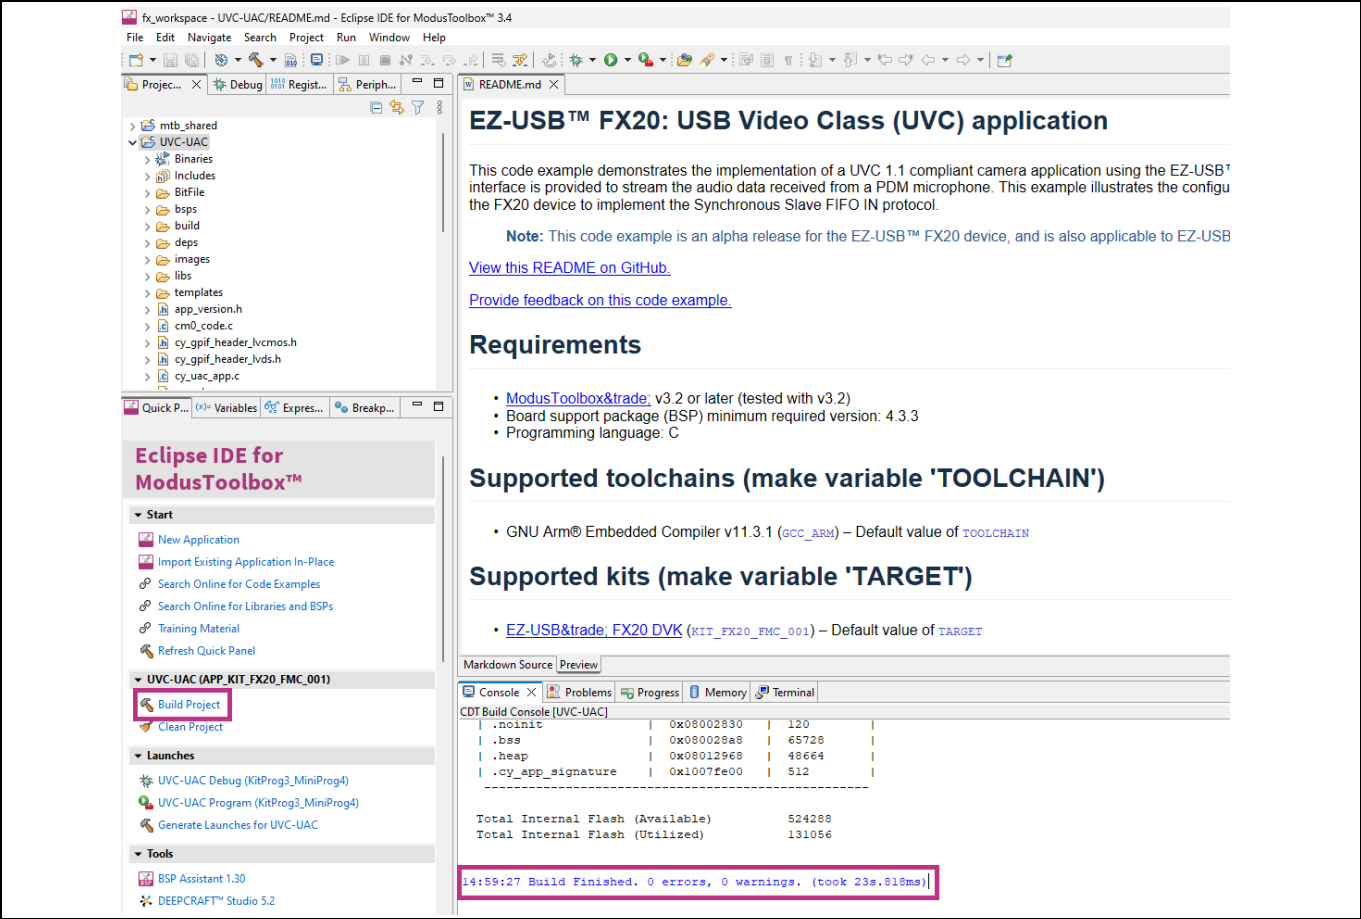 fx_workspace - UVC-UAC/README.md - Eclipse IDE for ModusToolbox™ 3.4
File Edit Navigate Search Project Run Window Help
Projec... Debug Regist... Periph...
mtb_shared
UVC-UAC
Binaries
Includes
BitFile
bsps
build
deps
images
libs
templates
app_version.h
cm0_code.c
cy_gpif_header_lvcmos.h
cy_gpif_header_lvds.h
cy_uac_app.c
Quick P... (x)= Variables Expres... Breakp...
Eclipse IDE for
ModusToolbox™
Start
New Application
Import Existing Application In-Place
Search Online for Code Examples
Search Online for Libraries and BSPs
Training Material
Refresh Quick Panel
UVC-UAC (APP_KIT_FX20_FMC_001)
Build Project
Clean Project
Launches
UVC-UAC Debug (KitProg3_MiniProg4)
UVC-UAC Program (KitProg3_MiniProg4)
Generate Launches for UVC-UAC
Tools
BSP Assistant 1.30
DEEPCRAFT™ Studio 5.2
README.md
EZ-USB™ FX20: USB Video Class (UVC) application
This code example demonstrates the implementation of a UVC 1.1 compliant camera application using the EZ-USB™
interface is provided to stream the audio data received from a PDM microphone. This example illustrates the configu
the FX20 device to implement the Synchronous Slave FIFO IN protocol.
Note: This code example is an alpha release for the EZ-USB™ FX20 device, and is also applicable to EZ-USB
View this README on GitHub.
Provide feedback on this code example.
Requirements
• ModusToolbox&trade; v3.2 or later (tested with v3.2)
• Board support package (BSP) minimum required version: 4.3.3
• Programming language: C
Supported toolchains (make variable 'TOOLCHAIN')
• GNU Arm® Embedded Compiler v11.3.1 (GCC_ARM) – Default value of TOOLCHAIN
Supported kits (make variable 'TARGET')
• EZ-USB&trade; FX20 DVK (KIT_FX20_FMC_001) – Default value of TARGET
Markdown Source Preview
Console Problems Progress Memory Terminal
CDT Build Console [UVC-UAC]
| .noinit | 0x08002830 | 120 |
| .bss | 0x080028a8 | 65728 |
| .heap | 0x08012968 | 48664 |
| .cy_app_signature | 0x1007fe00 | 512 |
----------------------------------------------------
Total Internal Flash (Available) 524288
Total Internal Flash (Utilized) 131056
14:59:27 Build Finished. 0 errors, 0 warnings. (took 23s.818ms)